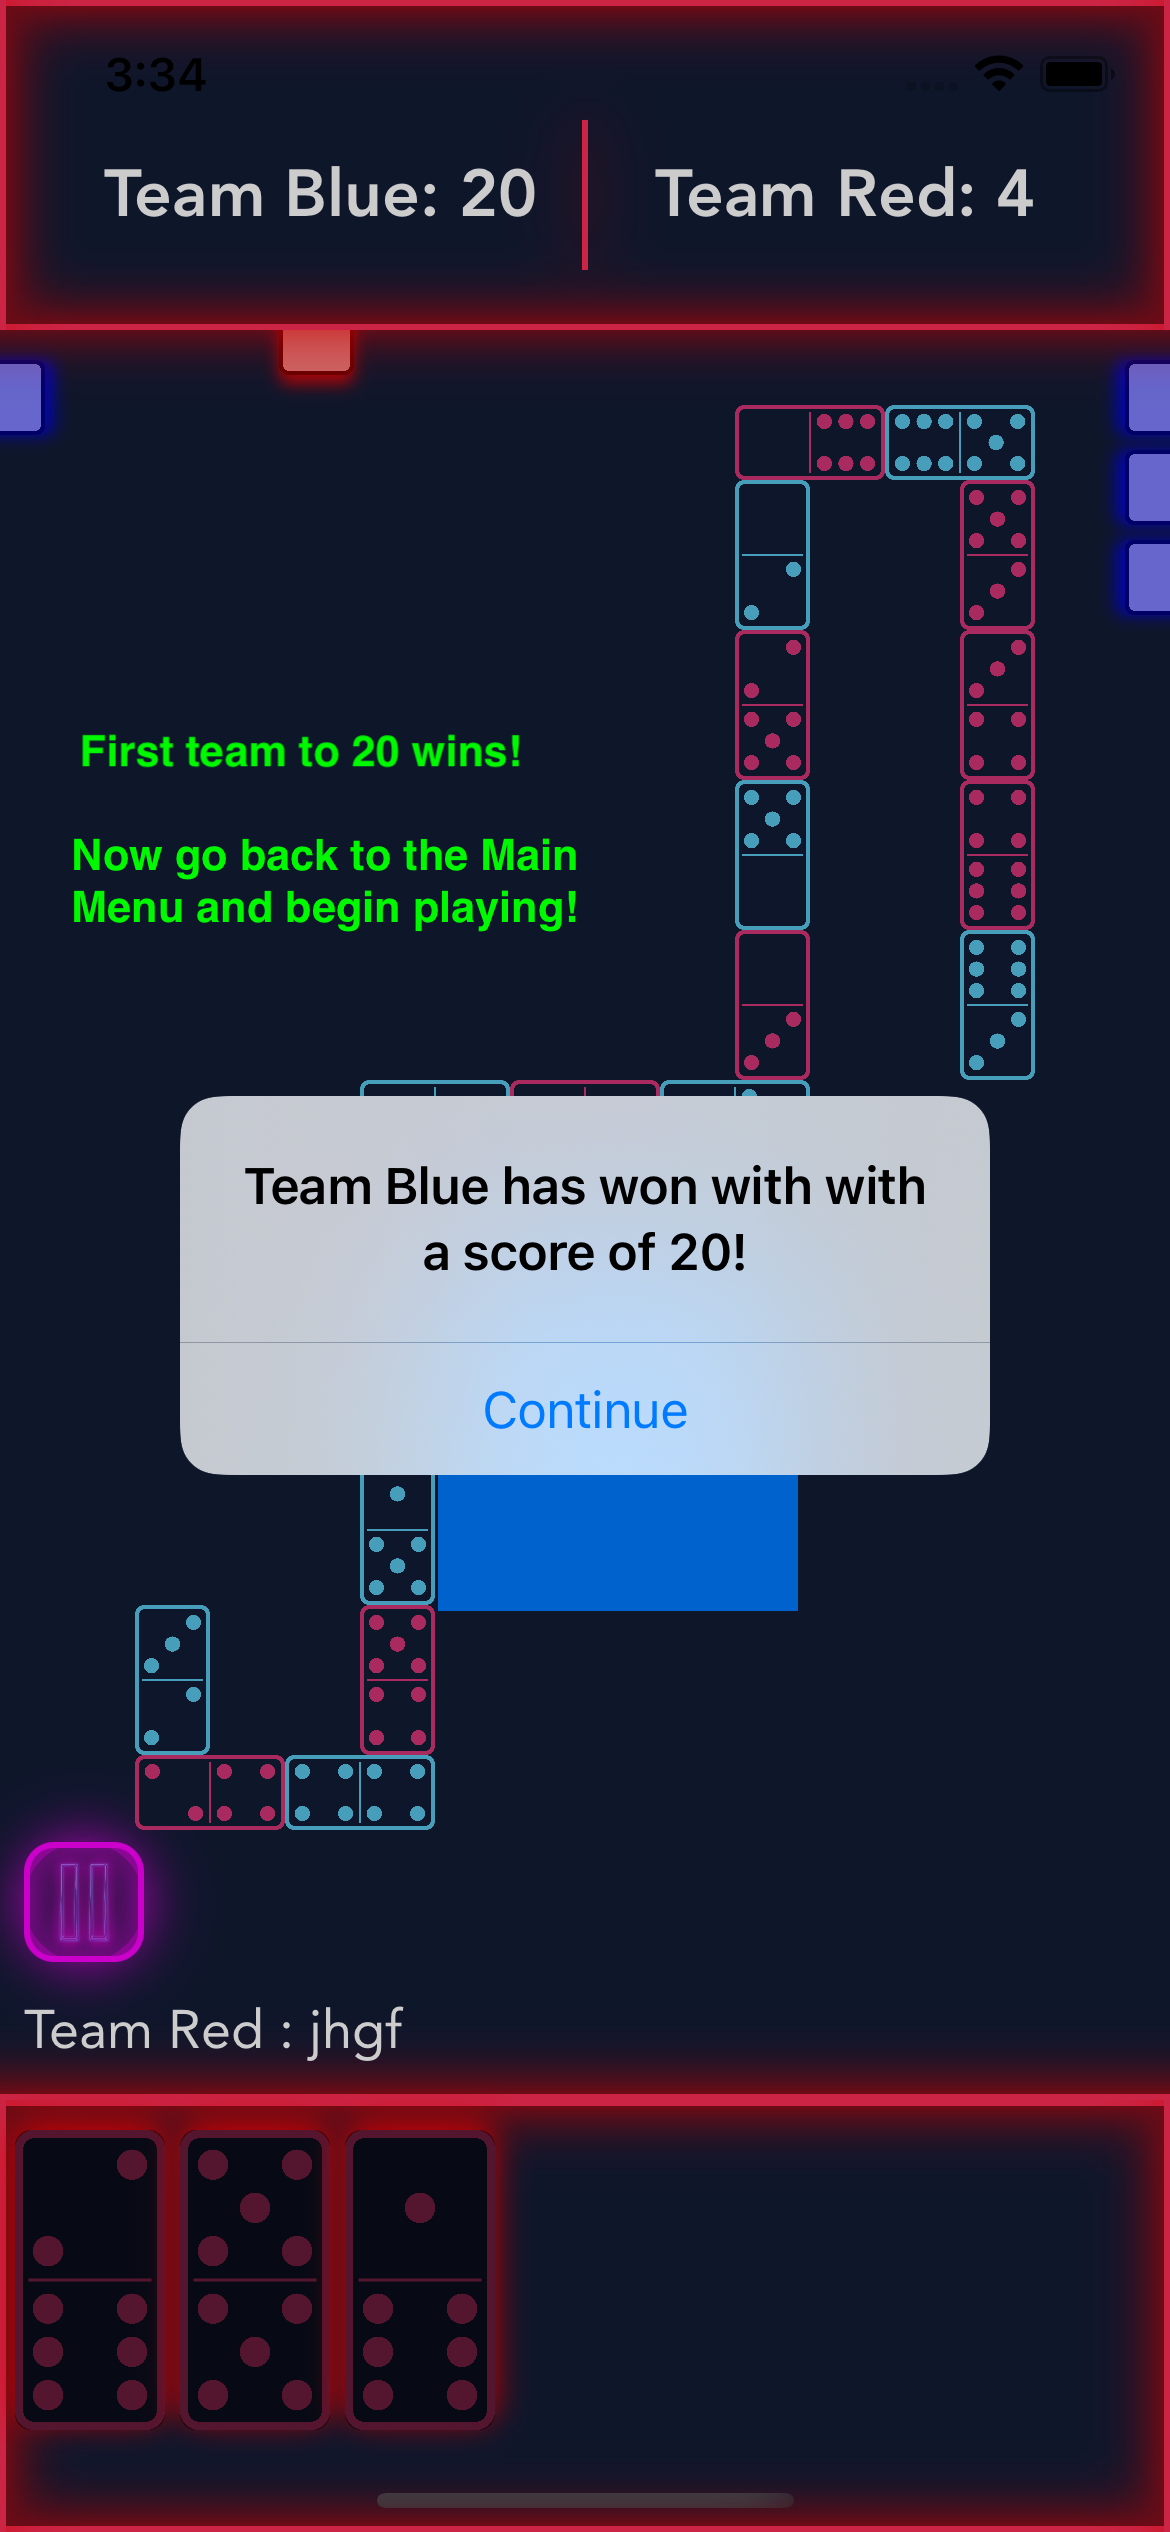 3:34
Team Blue: 20
Team Red: 4
First team to 20 wins!
Now go back to the Main
Menu and begin playing!
Team Blue has won with with
a score of 20!
Continue
Team Red : jhgf